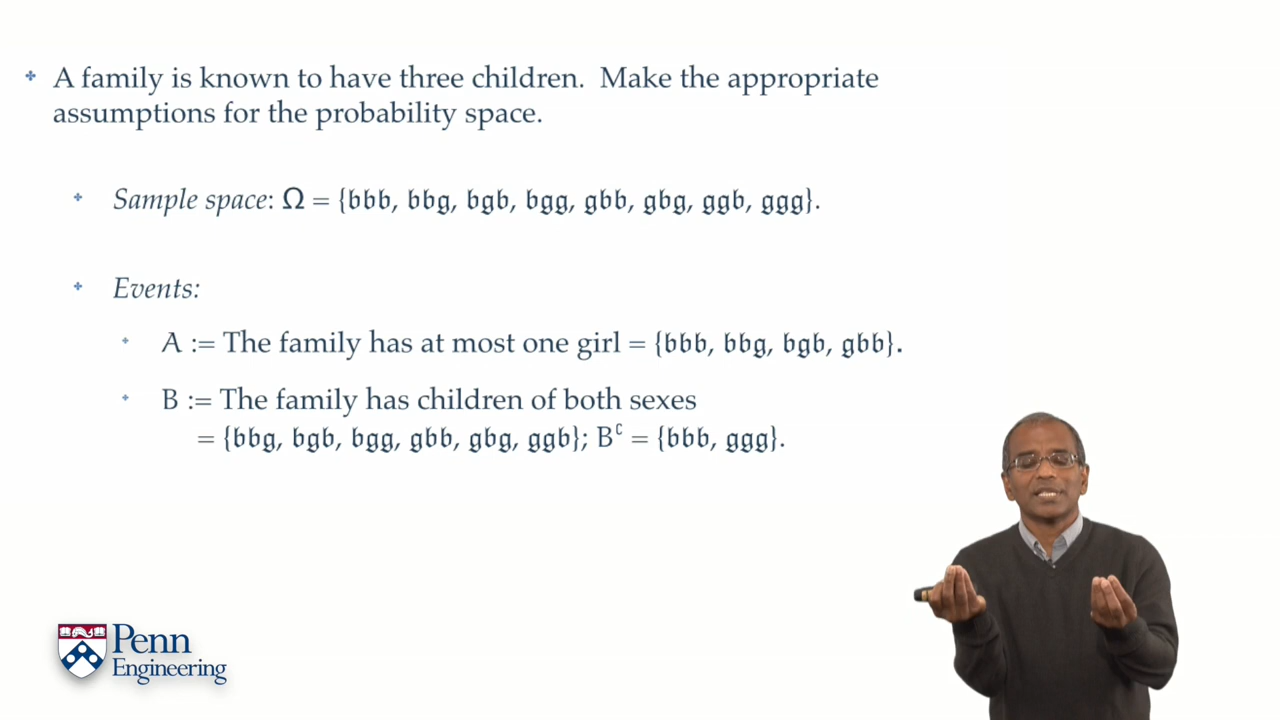 A family is known to have three children. Make the appropriate
assumptions for the probability space.
Sample space: Ω = {𝔟𝔟𝔟, 𝔟𝔟𝔤, 𝔟𝔤𝔟, 𝔟𝔤𝔤, 𝔤𝔟𝔟, 𝔤𝔟𝔤, 𝔤𝔤𝔟, 𝔤𝔤𝔤}.
Events:
A := The family has at most one girl = {𝔟𝔟𝔟, 𝔟𝔟𝔤, 𝔟𝔤𝔟, 𝔤𝔟𝔟}.
B := The family has children of both sexes
= {𝔟𝔟𝔤, 𝔟𝔤𝔟, 𝔟𝔤𝔤, 𝔤𝔟𝔟, 𝔤𝔟𝔤, 𝔤𝔤𝔟}; Bᶜ = {𝔟𝔟𝔟, 𝔤𝔤𝔤}.
Penn
Engineering